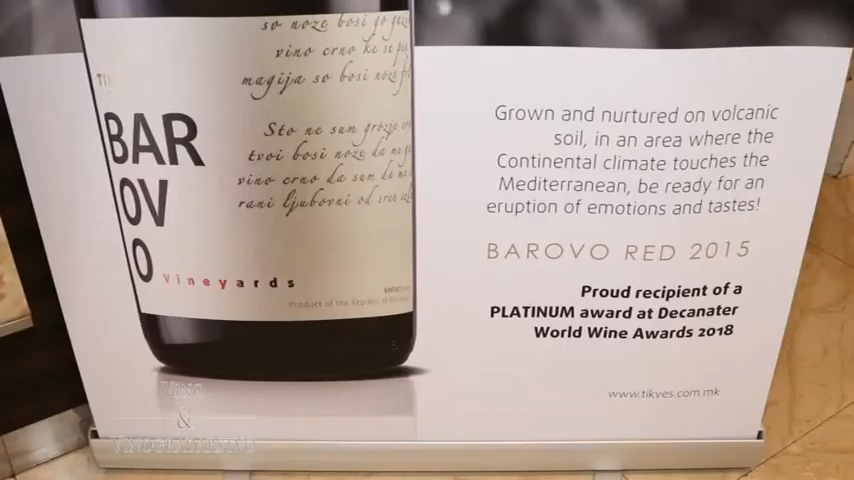 so noze bosi go
vino crno ke se
magija so bosi noze
BAR
OV
O
Sto ne sum grozje
tvoi bosi noze da
vino crno da sum da
rani ljubovni od srce
Vineyards
Product of the Republic of
Grown and nurtured on volcanic
soil, in an area where the
Continental climate touches the
Mediterranean, be ready for an
eruption of emotions and tastes!
BAROVO RED 2015
Proud recipient of a
PLATINUM award at Decanater
World Wine Awards 2018
www.tikves.com.mk
VINO
&
VINOGRADARSTVO